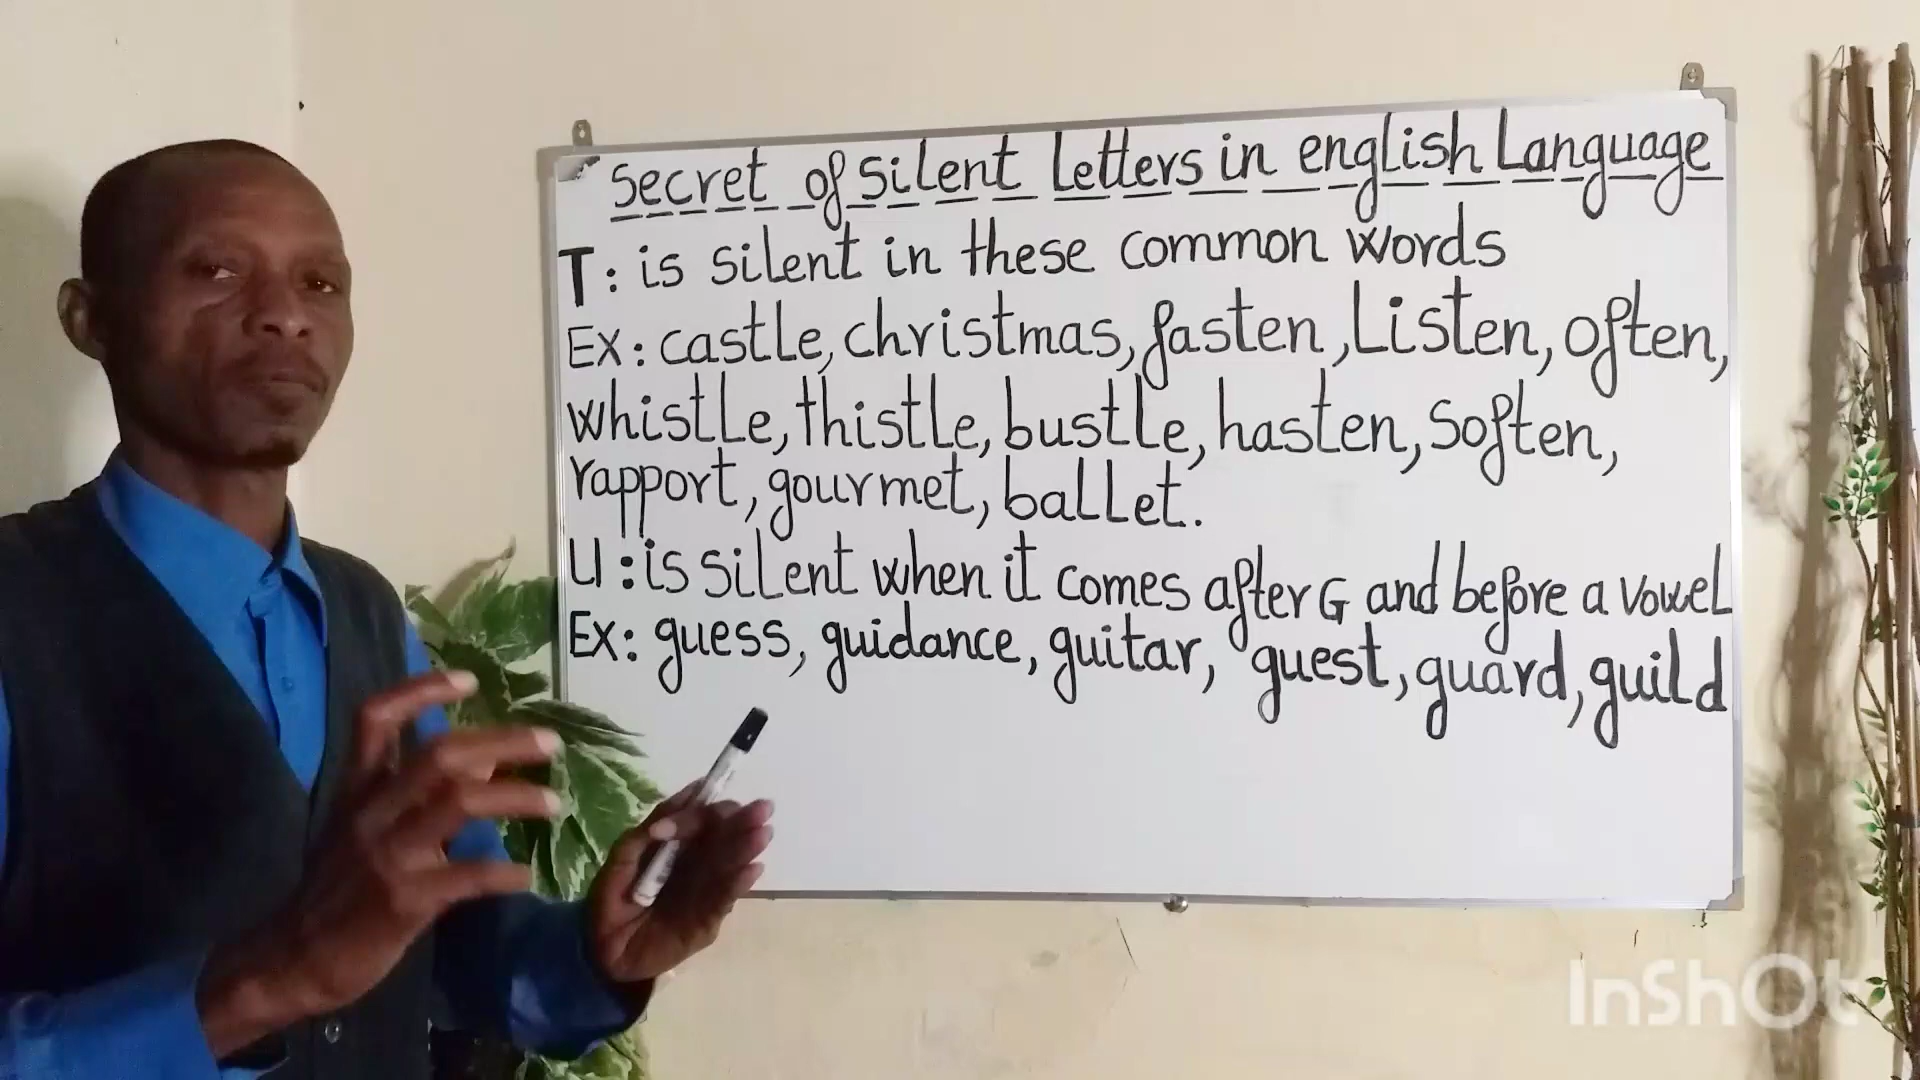 Secret of Silent Letters in english Language
T: is silent in these common words
Ex: castle, christmas, fasten, Listen, often,
whistle, thistle, bustle, hasten, Soften,
rapport, gourmet, ballet.
U: is silent when it comes after G and before a vowel
Ex: guess, guidance, guitar, guest, guard, guild
InShOt